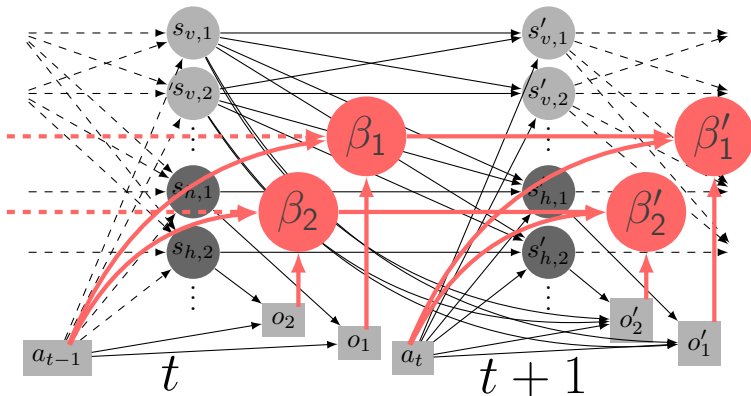 s_{v,1} s'_{v,1}
s_{v,2} s'_{v,2}
⋮ ⋮
β_1 β'_1
s_{h,1} s'_{h,1}
β_2 β'_2
s_{h,2} s'_{h,2}
⋮ ⋮
o_2 o'_2
o_1 o'_1
a_{t−1} a_t
t t + 1